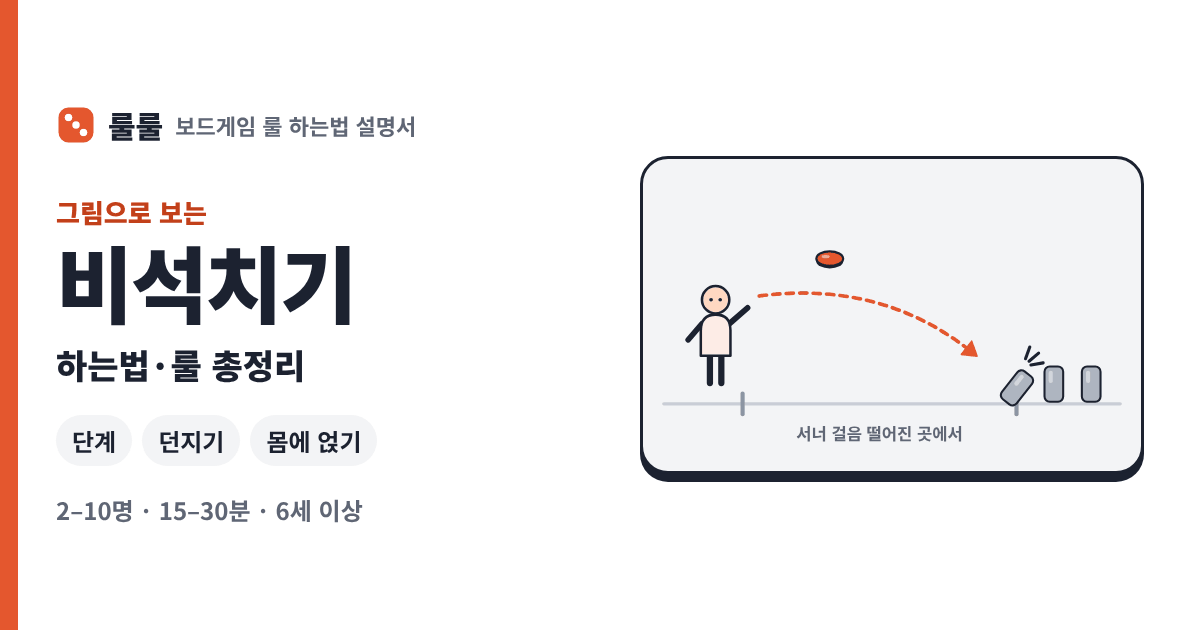 룰룰 보드게임 룰 하는법 설명서
그림으로 보는
비석치기
하는법·룰 총정리
단계 던지기 몸에 얹기
2–10명 · 15–30분 · 6세 이상
서너 걸음 떨어진 곳에서